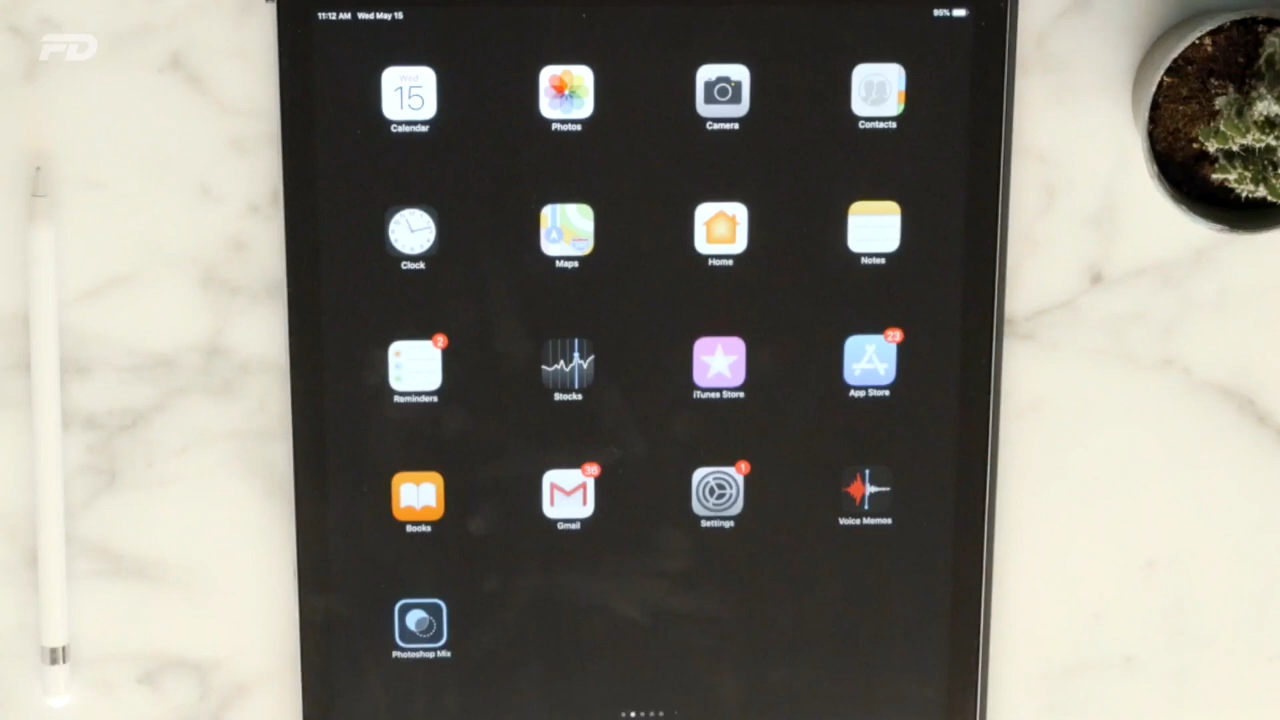 FD
11:12 AM Wed May 15
95%
Wed
15
Calendar
Photos
Camera
Contacts
Clock
Maps
Home
Notes
2
Reminders
Stocks
iTunes Store
23
App Store
Books
36
Gmail
1
Settings
Voice Memos
Photoshop Mix